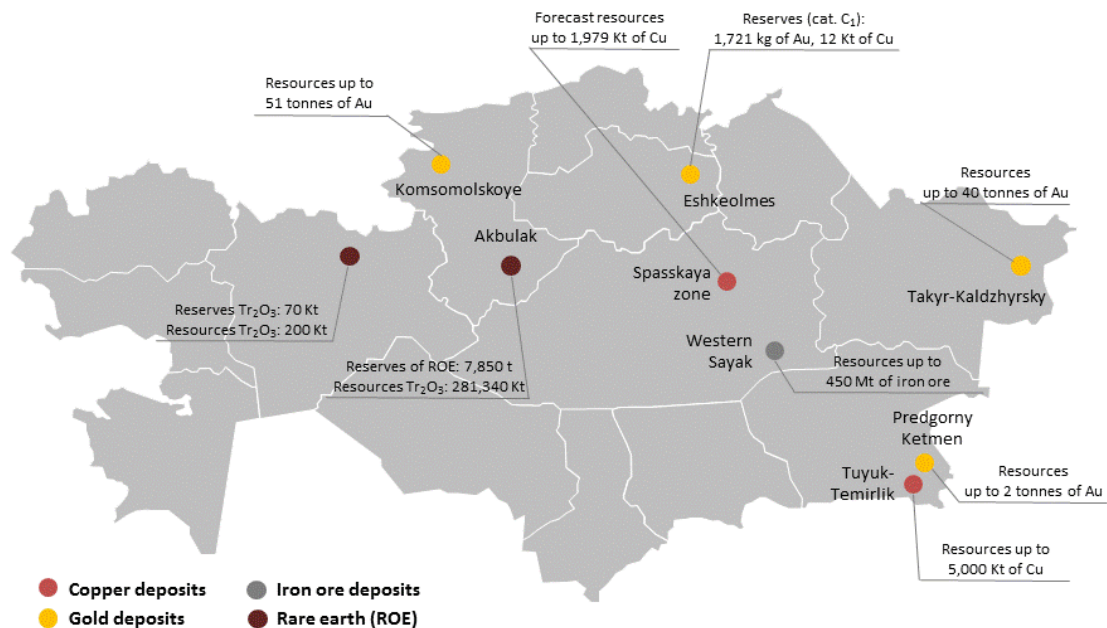 Forecast resources
up to 1,979 Kt of Cu
Reserves (cat. C₁):
1,721 kg of Au, 12 Kt of Cu
Resources up to
51 tonnes of Au
Komsomolskoye
Eshkeolmes
Resources
up to 40 tonnes of Au
Akbulak
Spasskaya
zone
Takyr-Kaldzhyrsky
Reserves Tr₂O₃: 70 Kt
Resources Tr₂O₃: 200 Kt
Western
Sayak
Reserves of ROE: 7,850 t
Resources Tr₂O₃: 281,340 Kt
Resources up to
450 Mt of iron ore
Predgorny
Ketmen
Tuyuk-
Temirlik
Resources
up to 2 tonnes of Au
Resources up to
5,000 Kt of Cu
Copper deposits
Iron ore deposits
Gold deposits
Rare earth (ROE)